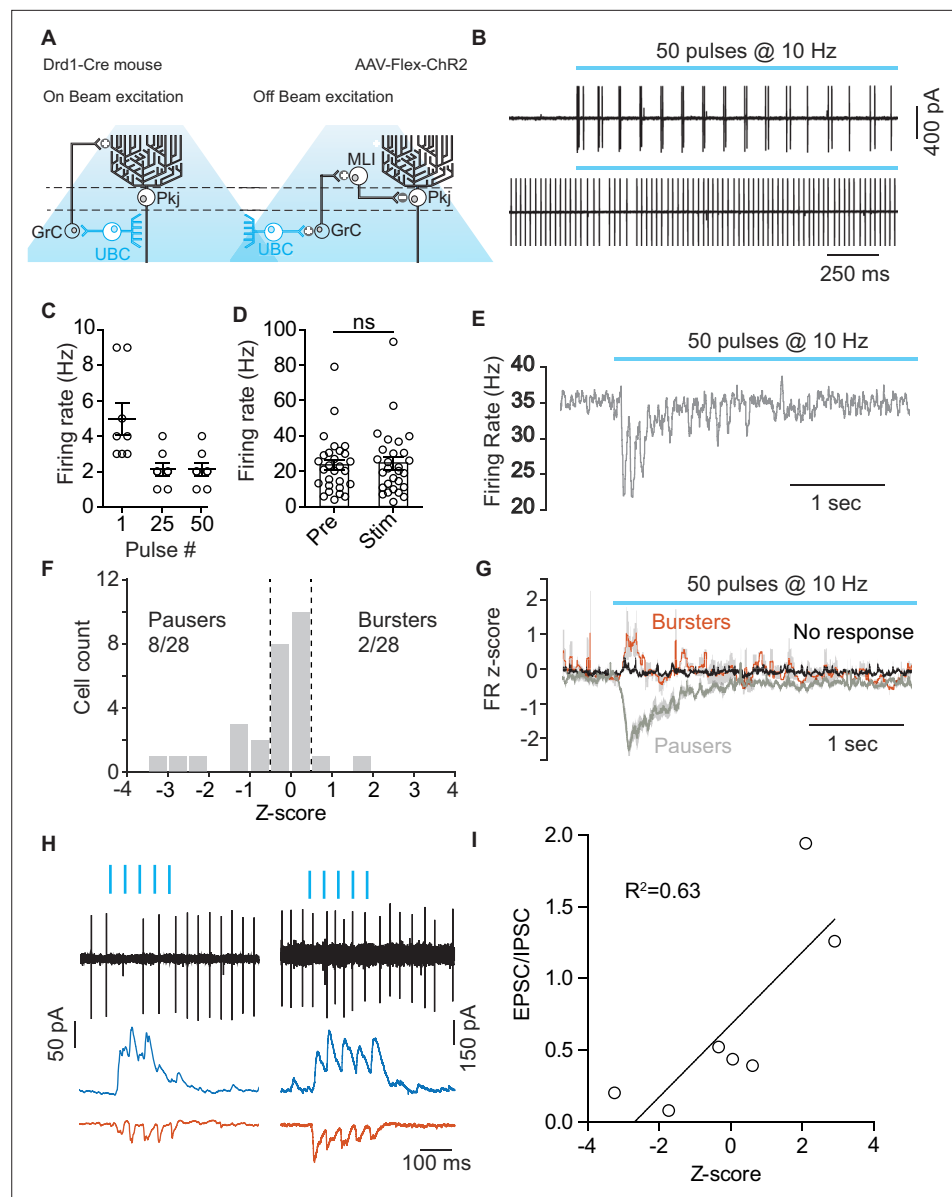 A
Drd1-Cre mouse
AAV-Flex-ChR2
On Beam excitation
Off Beam excitation
MLI
Pkj
Pkj
GrC
GrC
UBC
UBC
B
50 pulses @ 10 Hz
400 pA
250 ms
C
Firing rate (Hz)
10
8
6
4
2
0
1 25 50
Pulse #
D
ns
Firing rate (Hz)
100
80
60
40
20
0
Pre Stim
E
50 pulses @ 10 Hz
Firing Rate (Hz)
45
40
35
30
25
20
1 sec
F
Cell count
12
8
4
0
Pausers
8/28
Bursters
2/28
-4 -3 -2 -1 0 1 2 3 4
Z-score
G
50 pulses @ 10 Hz
Bursters
No response
FR z-score
2
1
0
-1
-2
Pausers
1 sec
H
50 pA
150 pA
100 ms
I
R²=0.63
EPSC/IPSC
2.0
1.5
1.0
0.5
0.0
-4 -2 0 2 4
Z-score